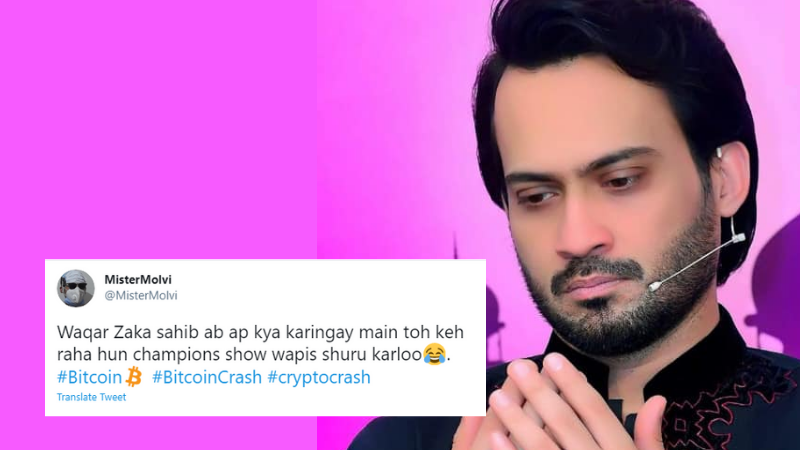 MisterMolvi
@MisterMolvi
Waqar Zaka sahib ab ap kya karingay main toh keh
raha hun champions show wapis shuru karloo😂.
#Bitcoin #BitcoinCrash #cryptocrash
Translate Tweet